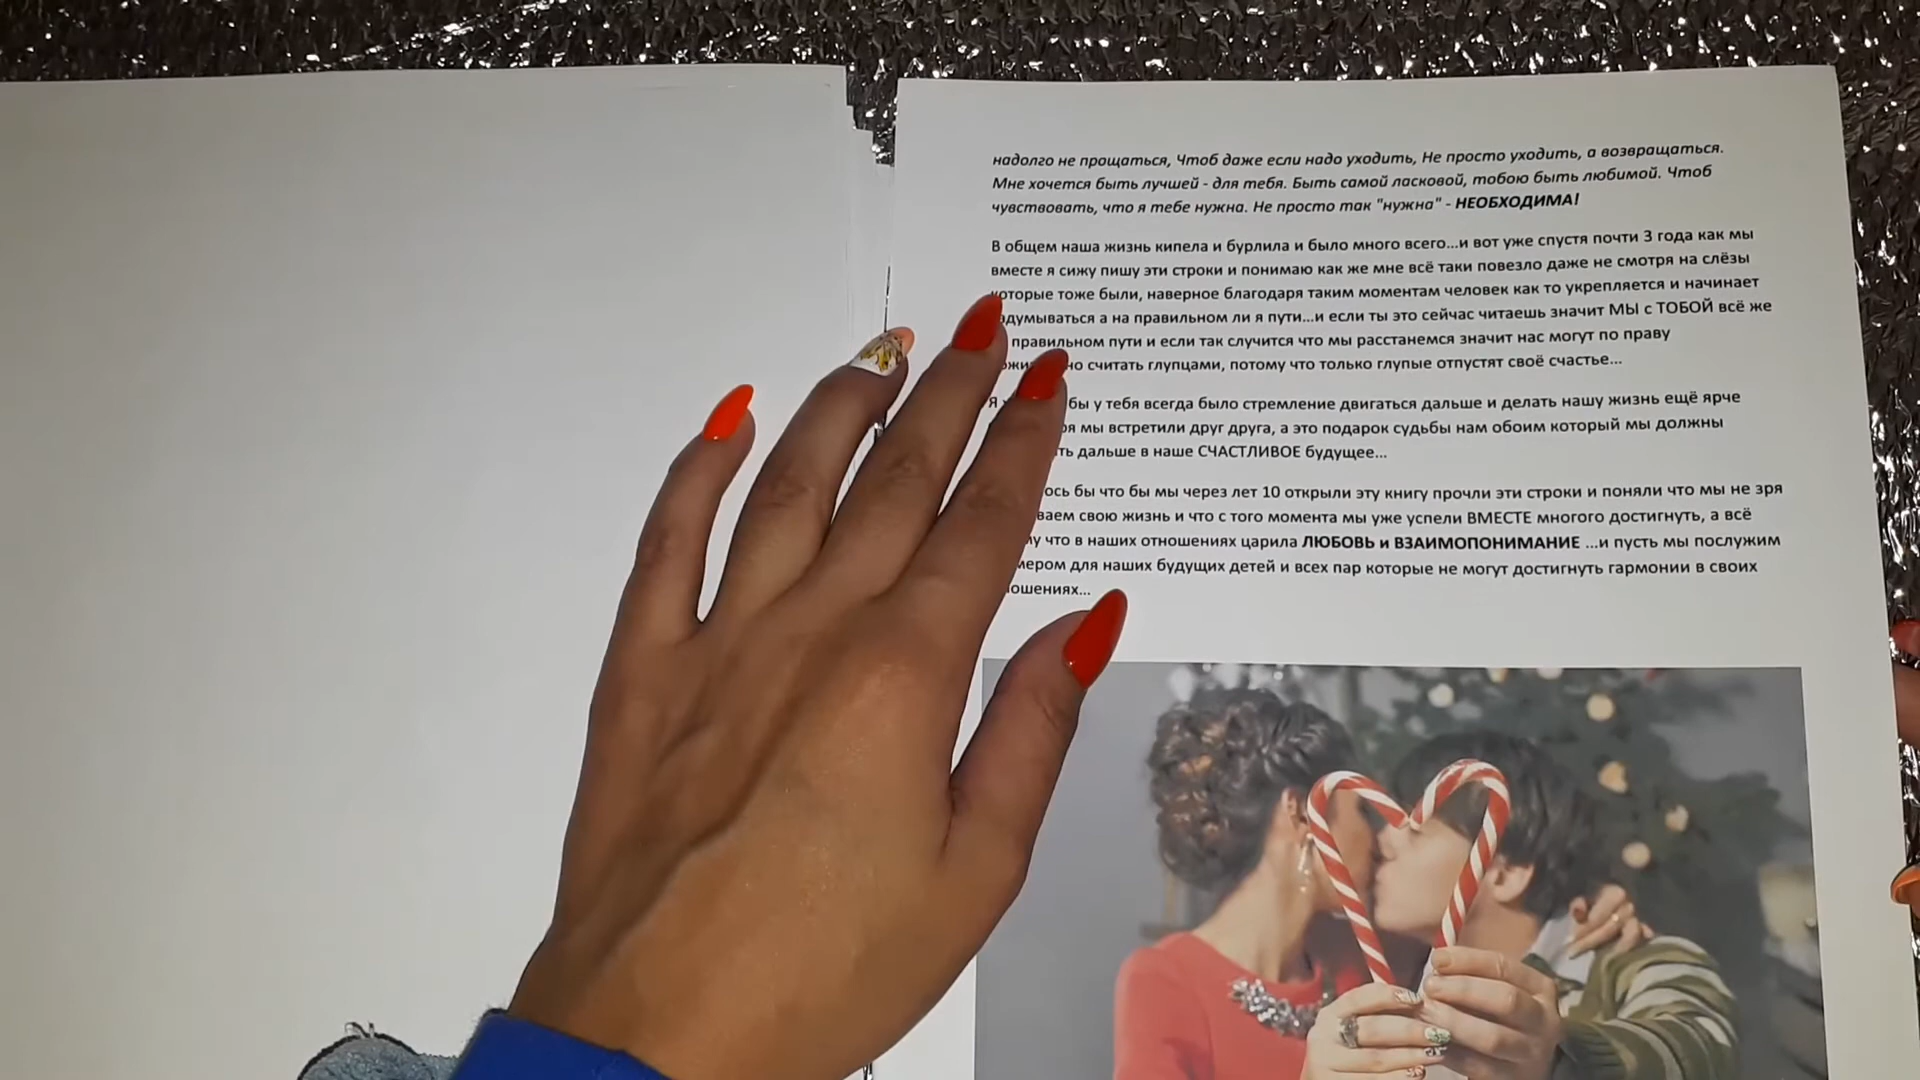 надолго не прощаться, Чтоб даже если надо уходить, Не просто уходить, а возвращаться.
Мне хочется быть лучшей - для тебя. Быть самой ласковой, тобою быть любимой. Чтоб
чувствовать, что я тебе нужна. Не просто так "нужна" - НЕОБХОДИМА!
В общем наша жизнь кипела и бурлила и было много всего...и вот уже спустя почти 3 года как мы
вместе я сижу пишу эти строки и понимаю как же мне всё таки повезло даже не смотря на слёзы
которые тоже были, наверное благодаря таким моментам человек как то укрепляется и начинает
адумываться а на правильном ли я пути...и если ты это сейчас читаешь значит МЫ с ТОБОЙ всё же
правильном пути и если так случится что мы расстанемся значит нас могут по праву
но считать глупцами, потому что только глупые отпустят своё счастье...
Я бы у тебя всегда было стремление двигаться дальше и делать нашу жизнь ещё ярче
мы встретили друг друга, а это подарок судьбы нам обоим который мы должны
ть дальше в наше СЧАСТЛИВОЕ будущее...
ось бы что бы мы через лет 10 открыли эту книгу прочли эти строки и поняли что мы не зря
ваем свою жизнь и что с того момента мы уже успели ВМЕСТЕ многого достигнуть, а всё
му что в наших отношениях царила ЛЮБОВЬ и ВЗАИМОПОНИМАНИЕ ...и пусть мы послужим
мером для наших будущих детей и всех пар которые не могут достигнуть гармонии в своих
ошениях...